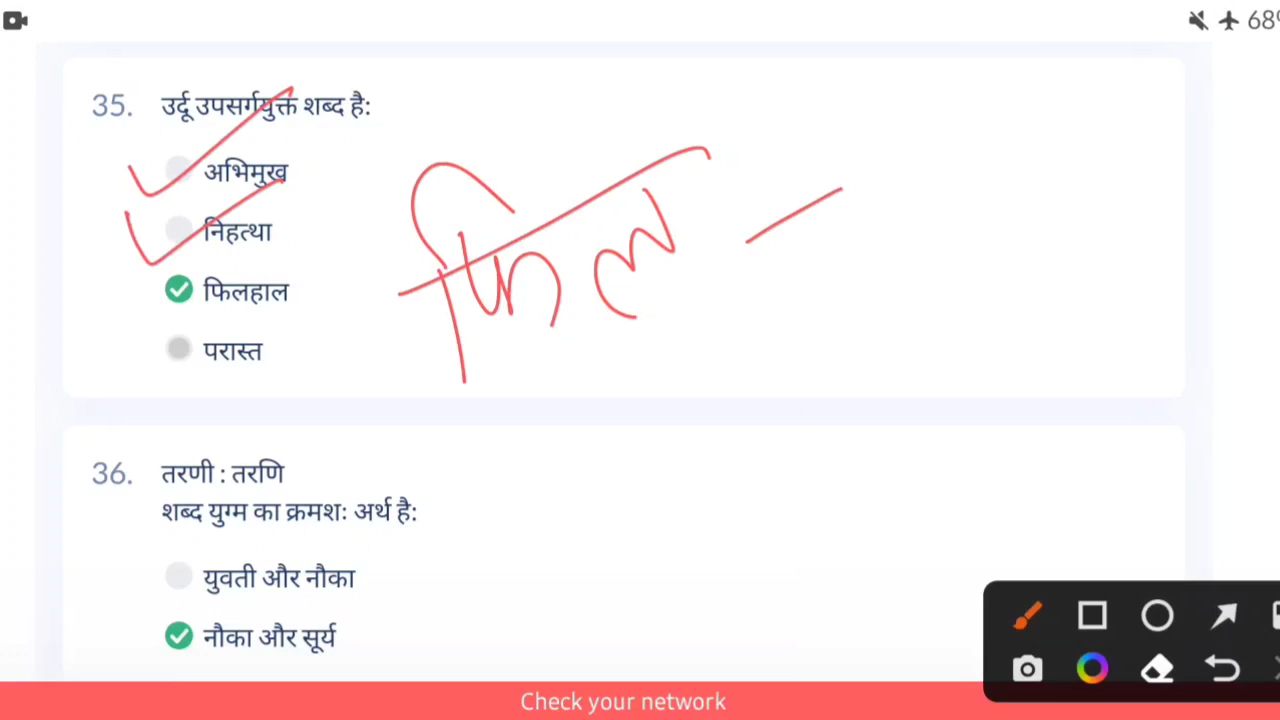 68%
35. उर्दू उपसर्गयुक्त शब्द है:
अभिमुख
निहत्था
फिलहाल
परास्त
फिल –
36. तरणी : तरणि
शब्द युग्म का क्रमशः अर्थ है:
युवती और नौका
नौका और सूर्य
Check your network